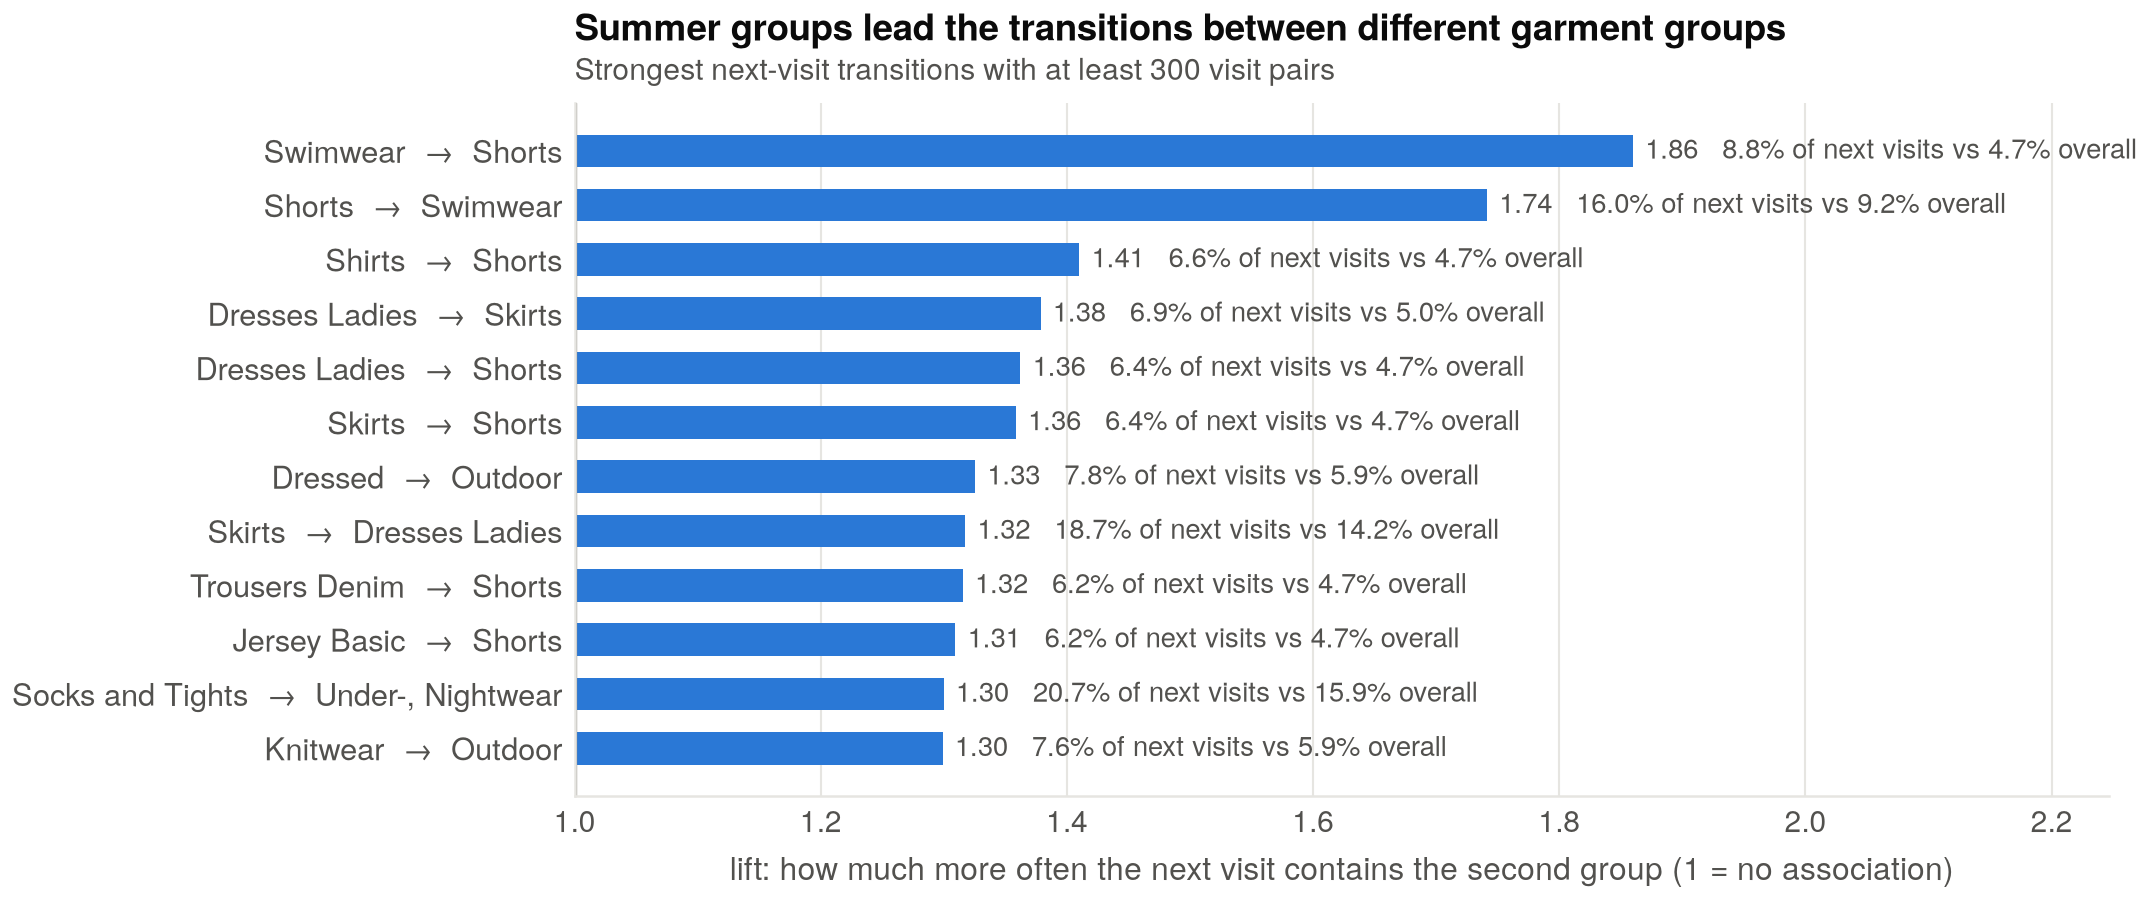 Summer groups lead the transitions between different garment groups
Strongest next-visit transitions with at least 300 visit pairs
Swimwear → Shorts 1.86 8.8% of next visits vs 4.7% overall
Shorts → Swimwear 1.74 16.0% of next visits vs 9.2% overall
Shirts → Shorts 1.41 6.6% of next visits vs 4.7% overall
Dresses Ladies → Skirts 1.38 6.9% of next visits vs 5.0% overall
Dresses Ladies → Shorts 1.36 6.4% of next visits vs 4.7% overall
Skirts → Shorts 1.36 6.4% of next visits vs 4.7% overall
Dressed → Outdoor 1.33 7.8% of next visits vs 5.9% overall
Skirts → Dresses Ladies 1.32 18.7% of next visits vs 14.2% overall
Trousers Denim → Shorts 1.32 6.2% of next visits vs 4.7% overall
Jersey Basic → Shorts 1.31 6.2% of next visits vs 4.7% overall
Socks and Tights → Under-, Nightwear 1.30 20.7% of next visits vs 15.9% overall
Knitwear → Outdoor 1.30 7.6% of next visits vs 5.9% overall
1.0 1.2 1.4 1.6 1.8 2.0 2.2
lift: how much more often the next visit contains the second group (1 = no association)